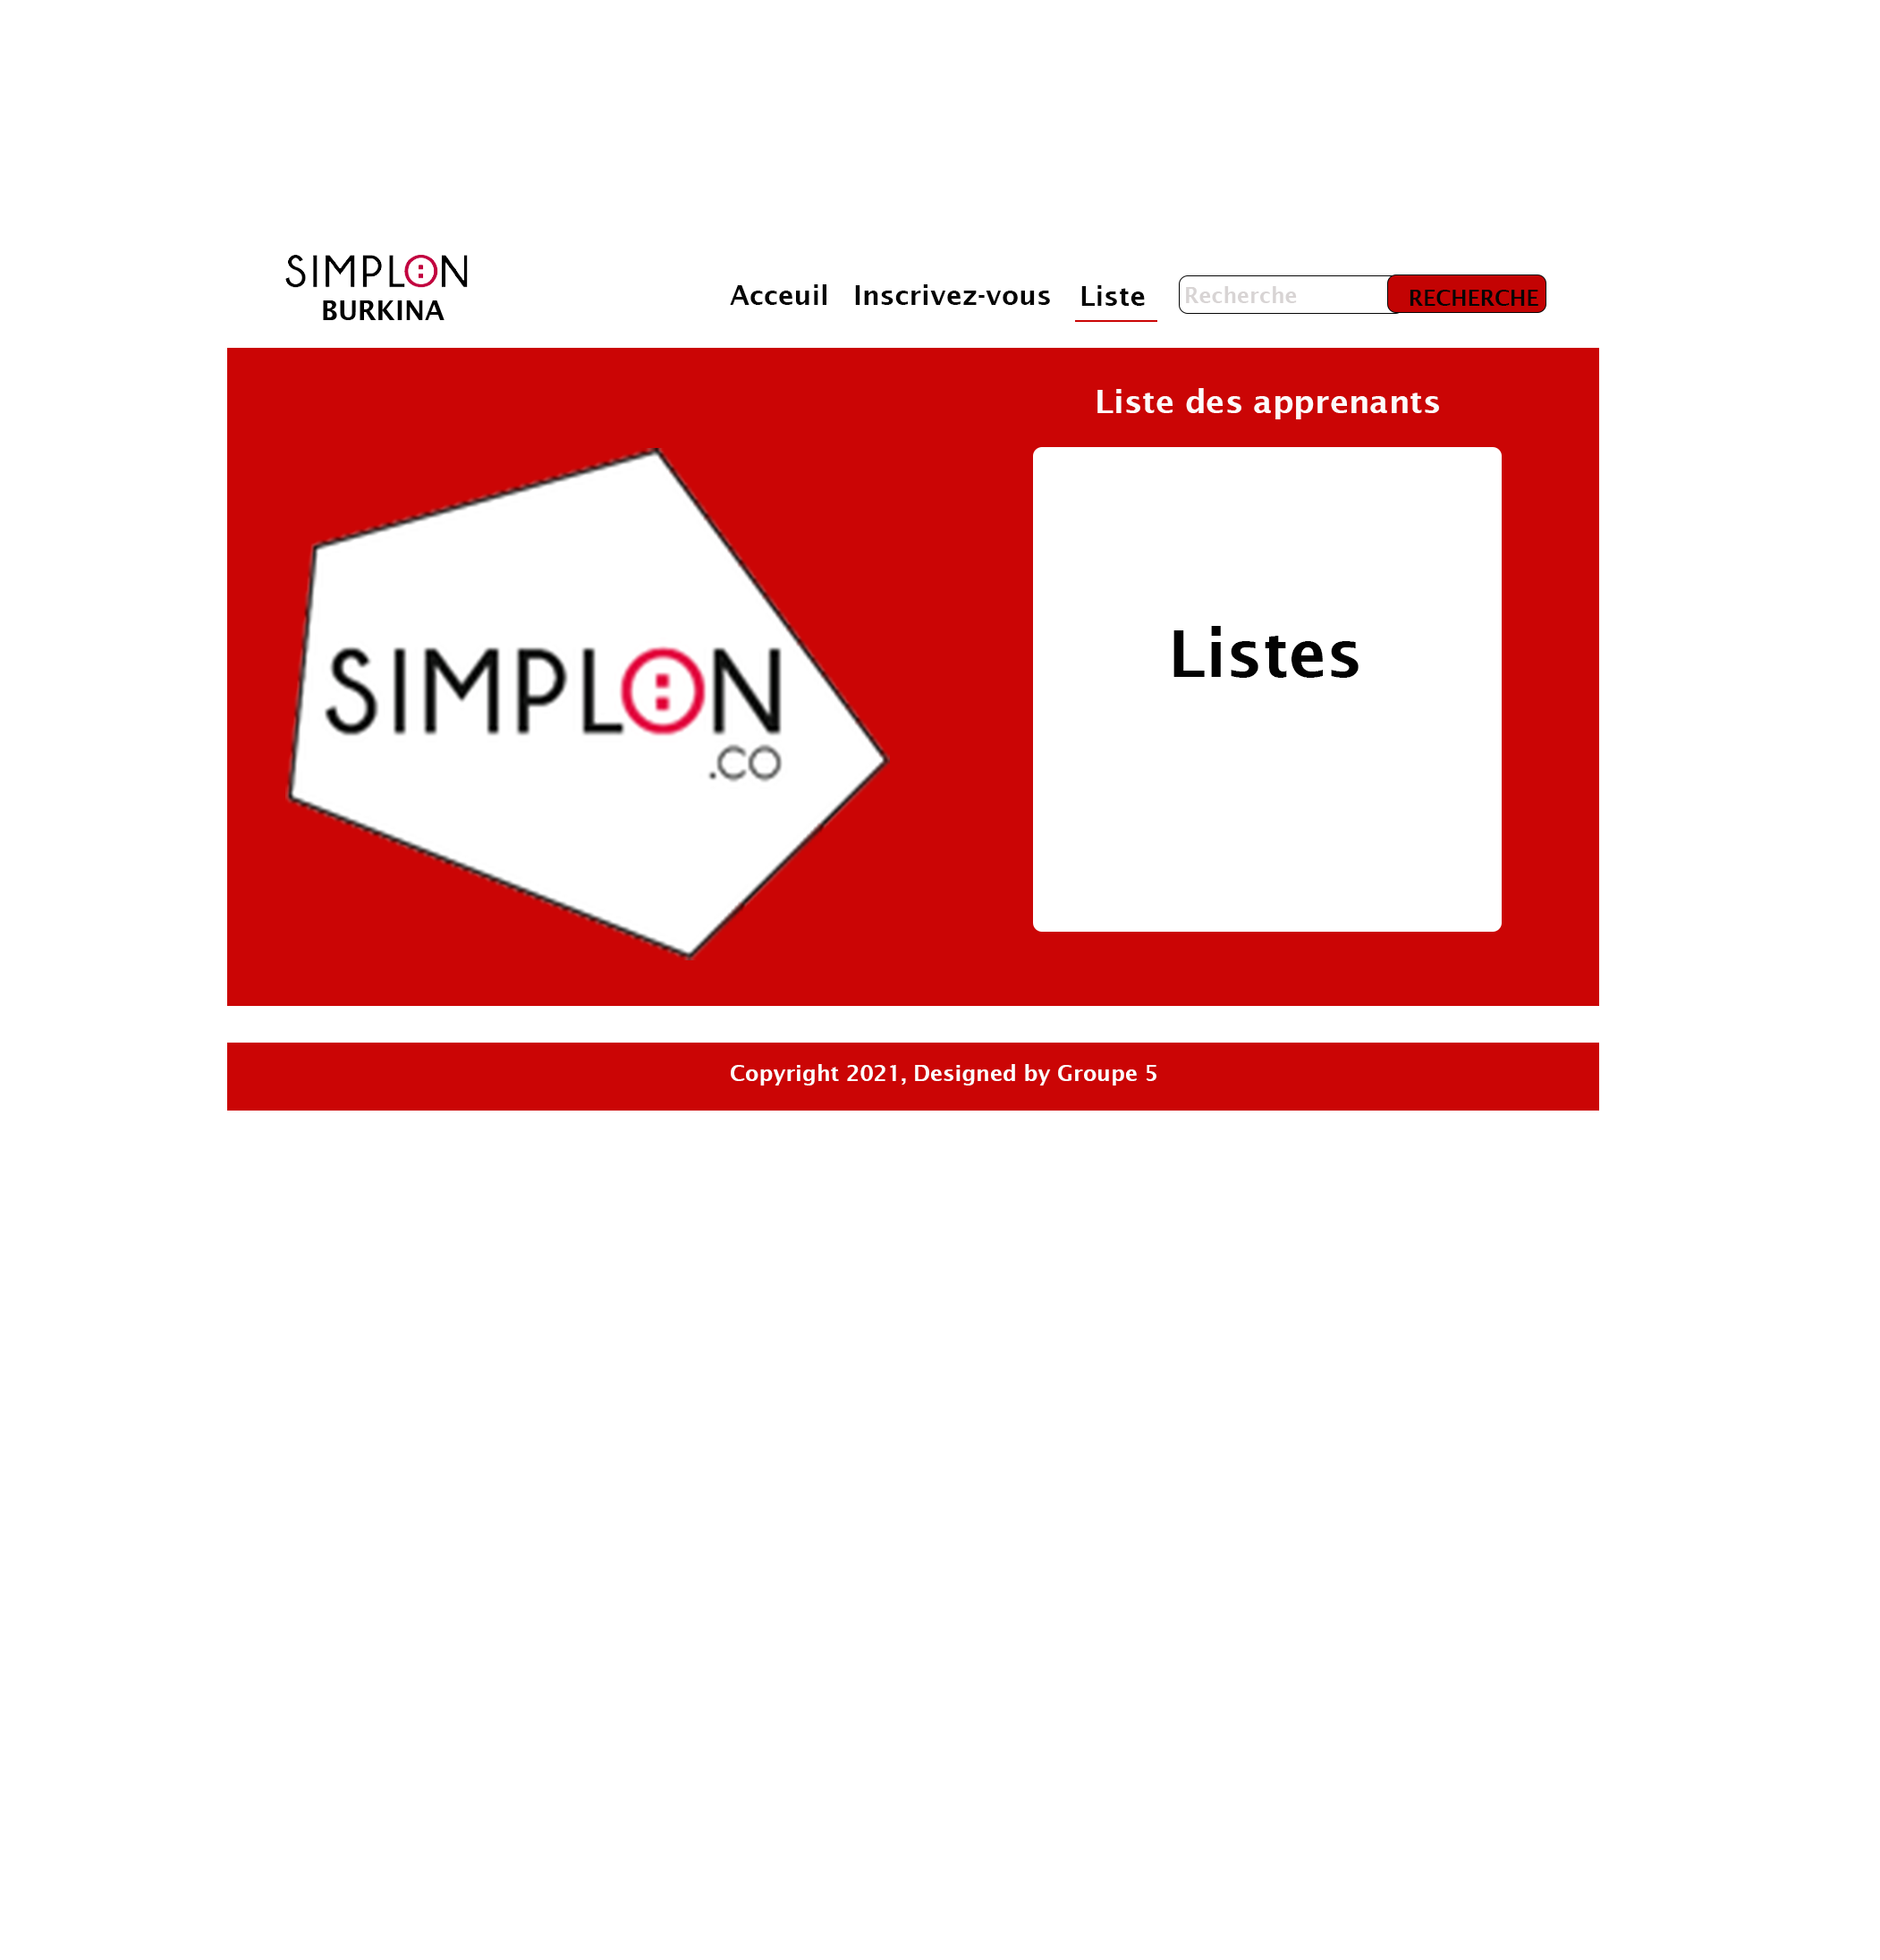 SIMPLON
BURKINA
Acceuil Inscrivez-vous Liste Recherche RECHERCHE
Liste des apprenants
SIMPLON
.CO
Listes
Copyright 2021, Designed by Groupe 5